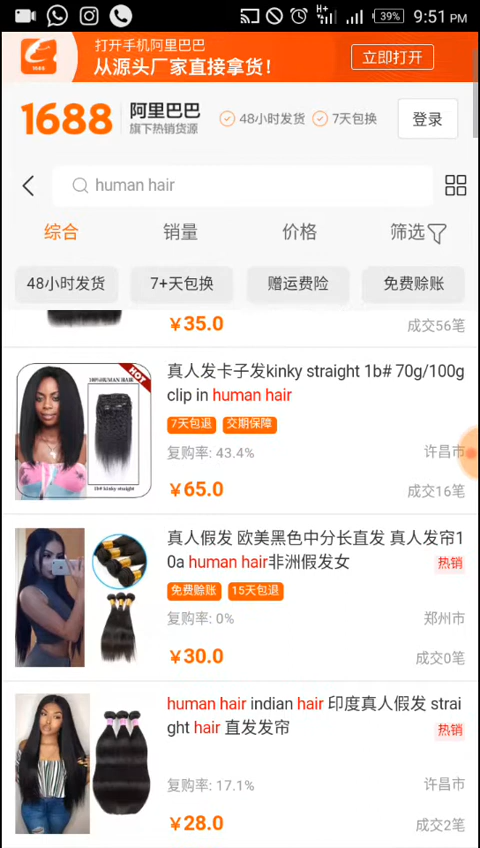 39% 9:51 PM
打开手机阿里巴巴
从源头厂家直接拿货！
立即打开
1688
1688 阿里巴巴
旗下热销货源
48小时发货 7天包换
登录
human hair
综合 销量 价格 筛选
48小时发货 7+天包换 赠运费险 免费赊账
¥35.0 成交56笔
HOT
100%HUMAN HAIR
1b# kinky straight
真人发卡子发kinky straight 1b# 70g/100g
clip in human hair
7天包退 交期保障
复购率: 43.4% 许昌市
¥65.0 成交16笔
真人假发 欧美黑色中分长直发 真人发帘10a human hair非洲假发女
热销
免费赊账 15天包退
复购率: 0% 郑州市
¥30.0 成交0笔
human hair indian hair 印度真人假发 straight hair 直发发帘
热销
复购率: 17.1% 许昌市
¥28.0 成交2笔